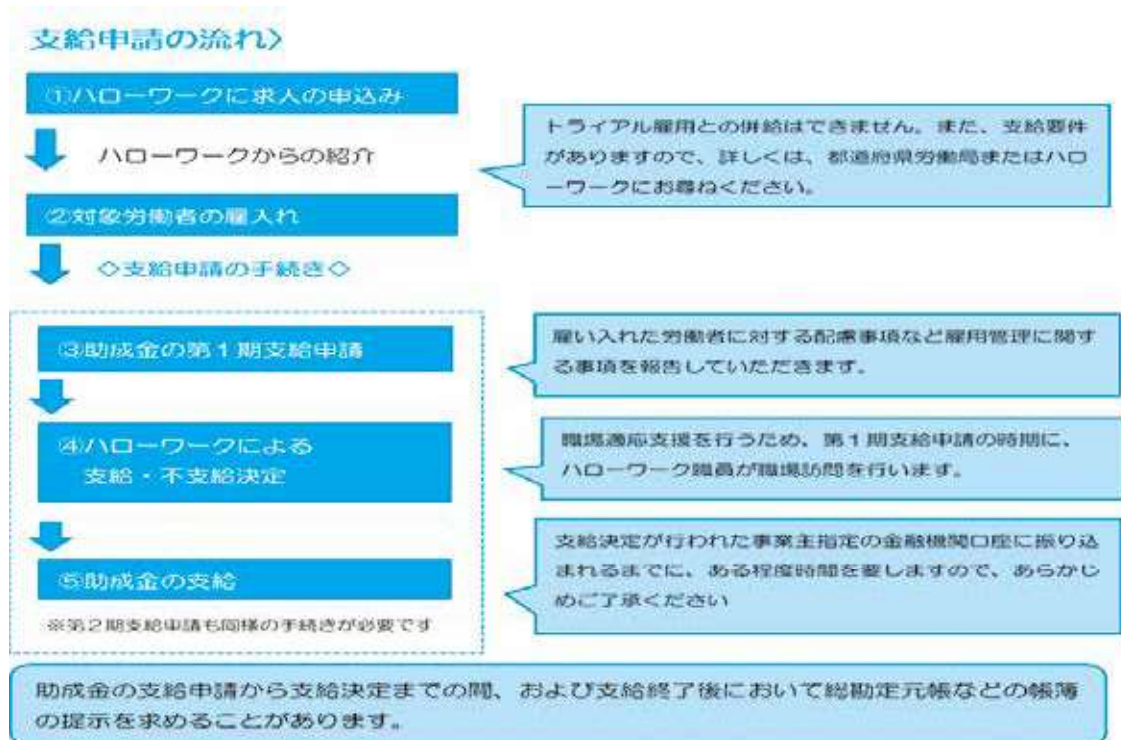 支給申請の流れ〉
①ハローワークに求人の申込み
ハローワークからの紹介
トライアル雇用との併給はできません。また、支給要件
がありますので、詳しくは、都道府県労働局またはハロ
ーワークにお尋ねください。
②対象労働者の雇入れ
◇支給申請の手続き◇
③助成金の第1期支給申請
雇い入れた労働者に対する配慮事項など雇用管理に関す
る事項を報告していただきます。
④ハローワークによる
支給・不支給決定
職場適応支援を行うため、第1期支給申請の時期に、
ハローワーク職員が職場訪問を行います。
⑤助成金の支給
支給決定が行われた事業主指定の金融機関口座に振り込
まれるまでに、ある程度時間を要しますので、あらかじ
めご了承ください
※第2期支給申請も同様の手続きが必要です
助成金の支給申請から支給決定までの間、および支給終了後において総勘定元帳などの帳簿
の提示を求めることがあります。